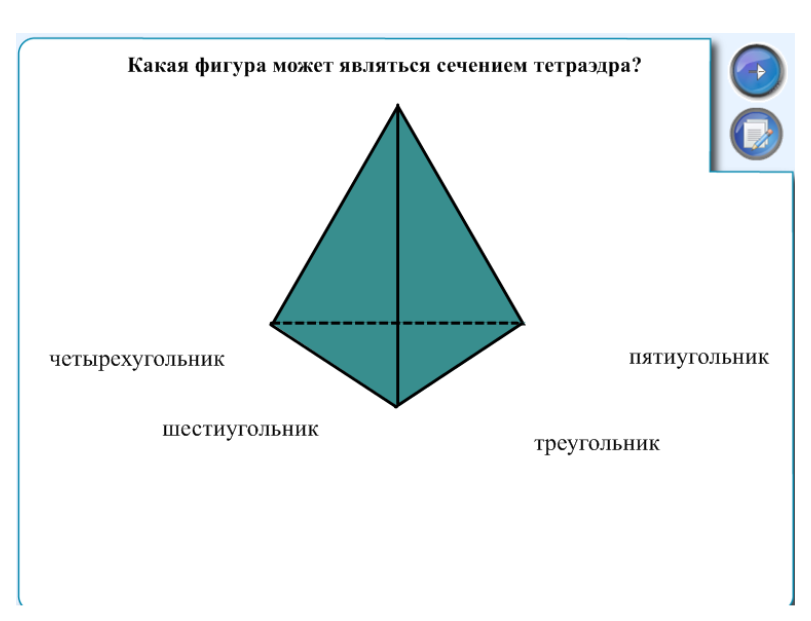 Какая фигура может являться сечением тетраэдра?
четырехугольник
пятиугольник
шестиугольник
треугольник